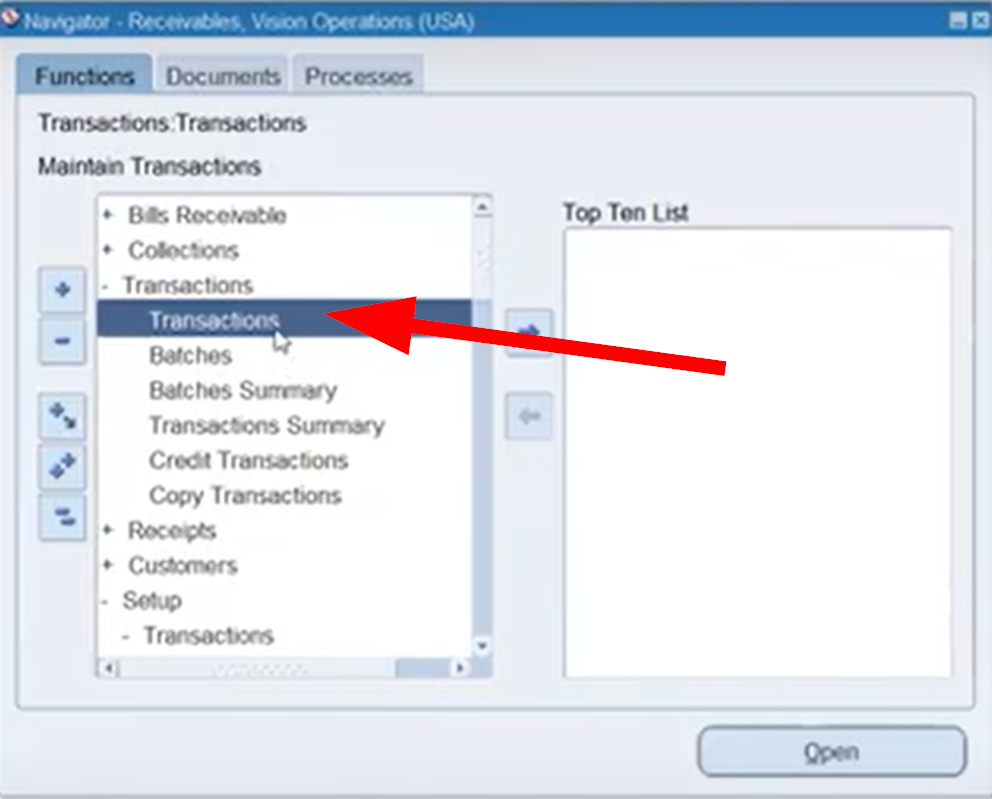 Navigator - Receivables, Vision Operations (USA)
Functions Documents Processes
Transactions:Transactions
Maintain Transactions
Top Ten List
+ Bills Receivable
+ Collections
- Transactions
Transactions
Batches
Batches Summary
Transactions Summary
Credit Transactions
Copy Transactions
+ Receipts
+ Customers
- Setup
- Transactions
Open